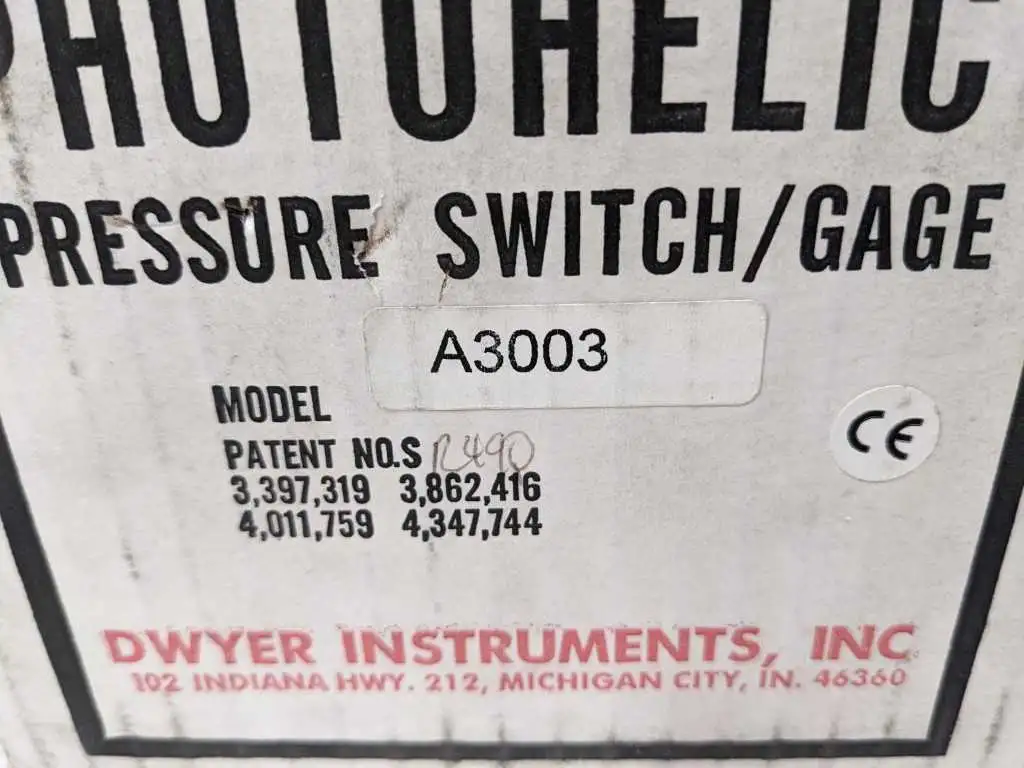 PHOTOHELIC
PRESSURE SWITCH/GAGE
A3003
MODEL
PATENT NO.S R490
3,397,319 3,862,416
4,011,759 4,347,744
CE
DWYER INSTRUMENTS, INC.
102 INDIANA HWY. 212, MICHIGAN CITY, IN. 46360